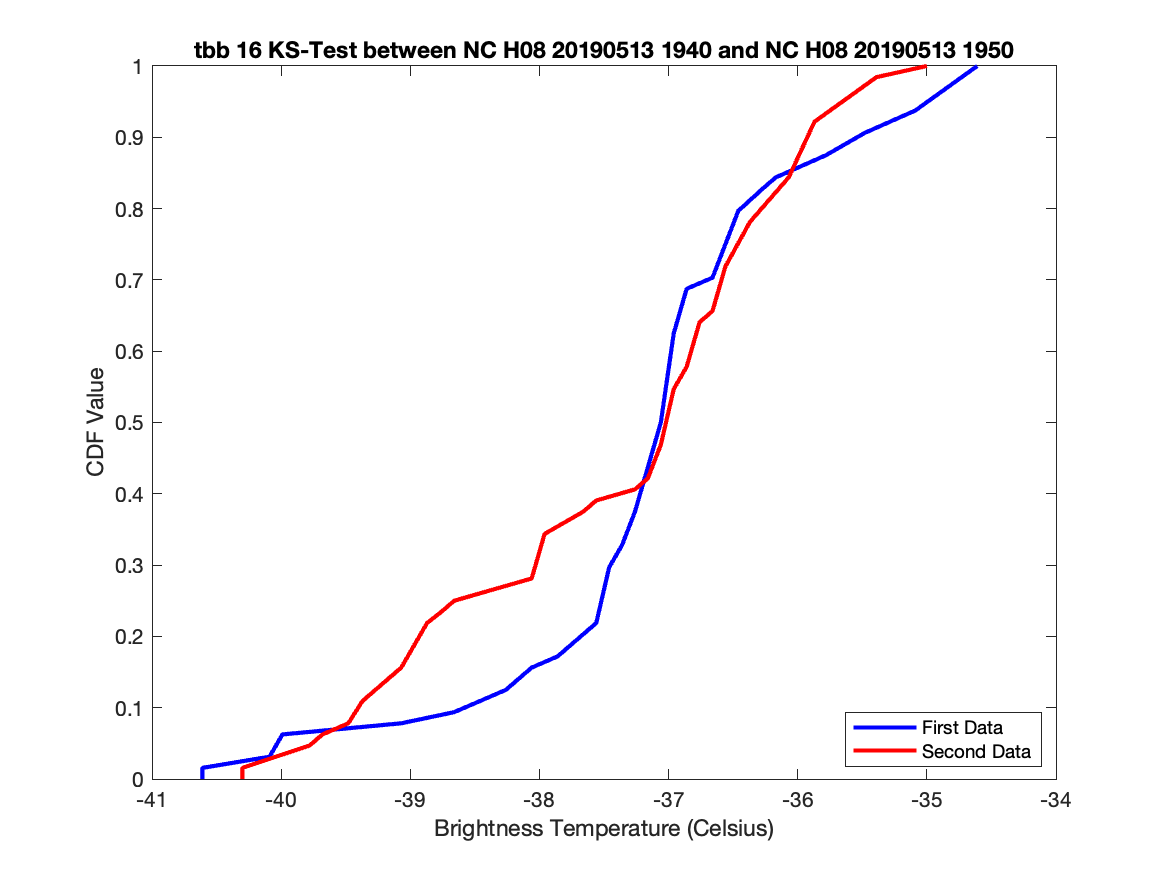 tbb 16 KS-Test between NC H08 20190513 1940 and NC H08 20190513 1950
1
0.9
0.8
0.7
0.6
0.5
0.4
0.3
0.2
0.1
0
CDF Value
First Data
Second Data
-41 -40 -39 -38 -37 -36 -35 -34
Brightness Temperature (Celsius)